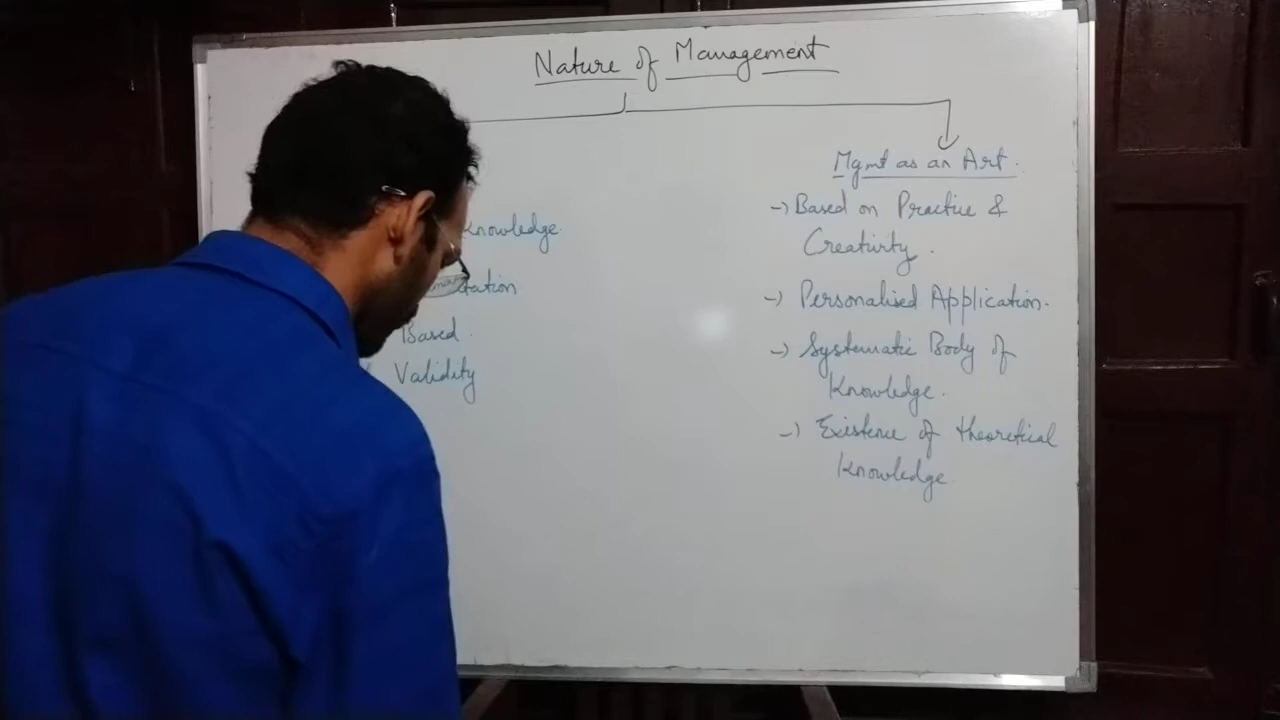 Nature of Management
Knowledge.
tation
Based.
Validity
Mgmt as an Art.
-> Based on Practice &
Creativity.
-> Personalised Application.
-> Systematic Body of
Knowledge.
-> Existence of theoretical
Knowledge